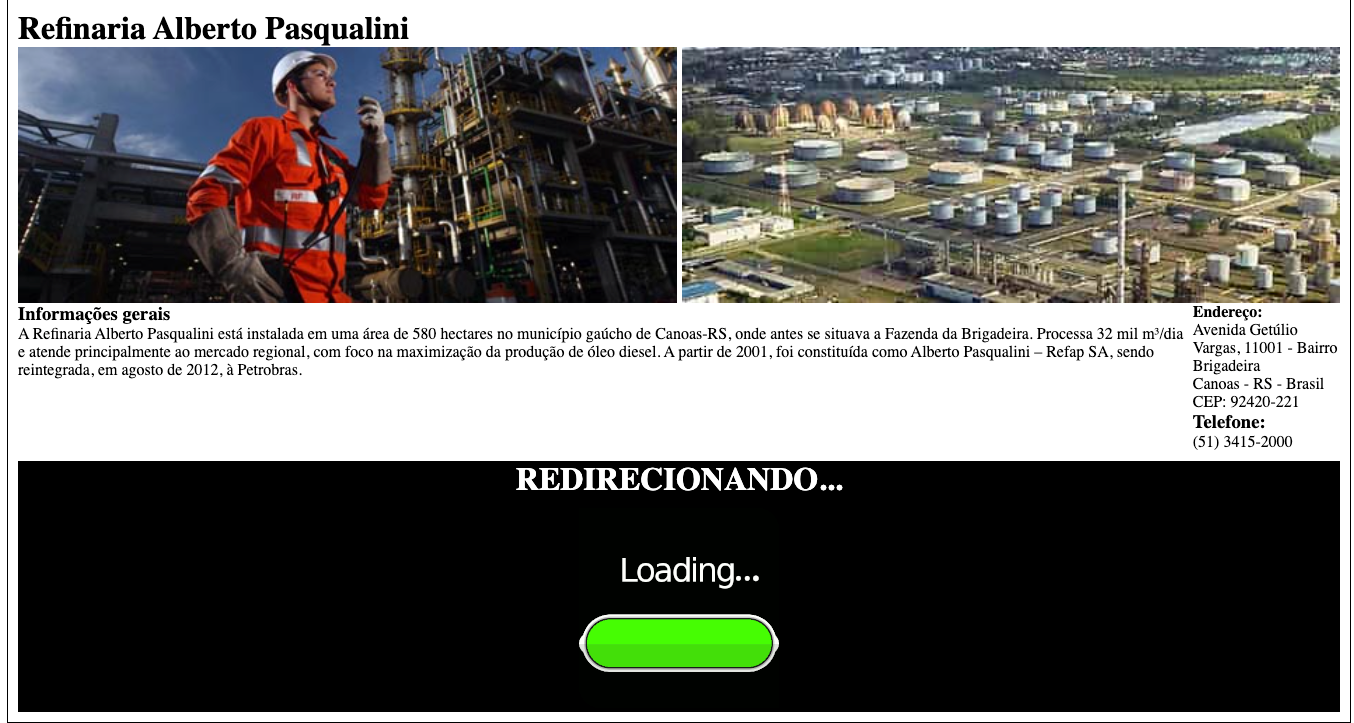 Refinaria Alberto Pasqualini
Informações gerais
A Refinaria Alberto Pasqualini está instalada em uma área de 580 hectares no município gaúcho de Canoas-RS, onde antes se situava a Fazenda da Brigadeira. Processa 32 mil m³/dia
e atende principalmente ao mercado regional, com foco na maximização da produção de óleo diesel. A partir de 2001, foi constituída como Alberto Pasqualini – Refap SA, sendo
reintegrada, em agosto de 2012, à Petrobras.
Endereço:
Avenida Getúlio
Vargas, 11001 - Bairro
Brigadeira
Canoas - RS - Brasil
CEP: 92420-221
Telefone:
(51) 3415-2000
REDIRECIONANDO...
Loading...